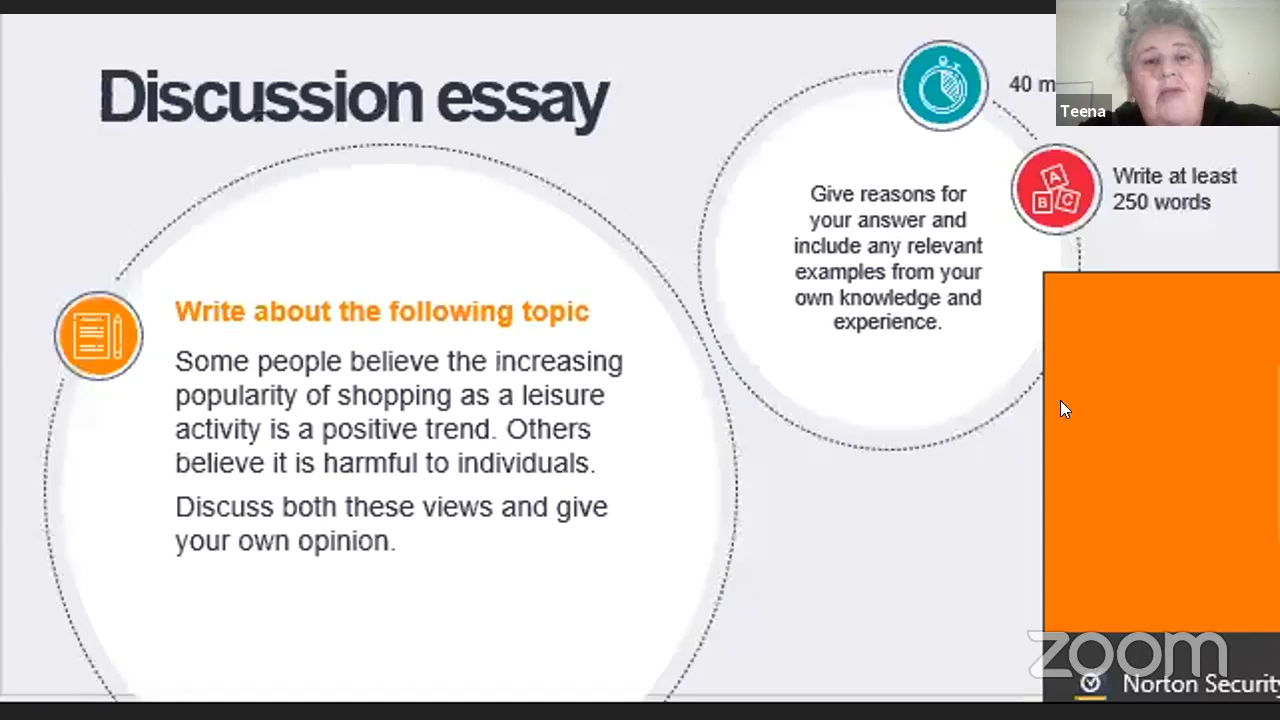 Discussion essay
40 m
Teena
Write at least
250 words
Give reasons for
your answer and
include any relevant
examples from your
own knowledge and
experience.
A
B
C
Write about the following topic
Some people believe the increasing
popularity of shopping as a leisure
activity is a positive trend. Others
believe it is harmful to individuals.
Discuss both these views and give
your own opinion.
zoom
Norton Security